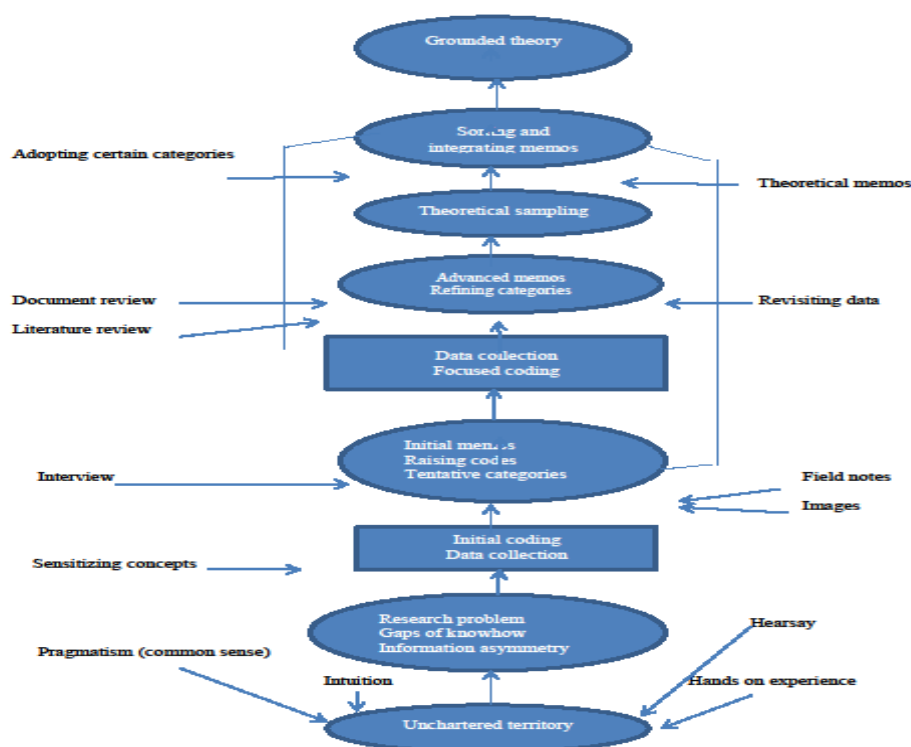 Grounded theory
Sorting and
integrating memos
Adopting certain categories
Theoretical memos
Theoretical sampling
Advanced memos
Refining categories
Document review
Revisiting data
Literature review
Data collection
Focused coding
Initial memos
Raising codes
Tentative categories
Interview
Field notes
Images
Initial coding
Data collection
Sensitizing concepts
Research problem
Gaps of knowhow
Information asymmetry
Hearsay
Pragmatism (common sense)
Intuition
Hands on experience
Unchartered territory